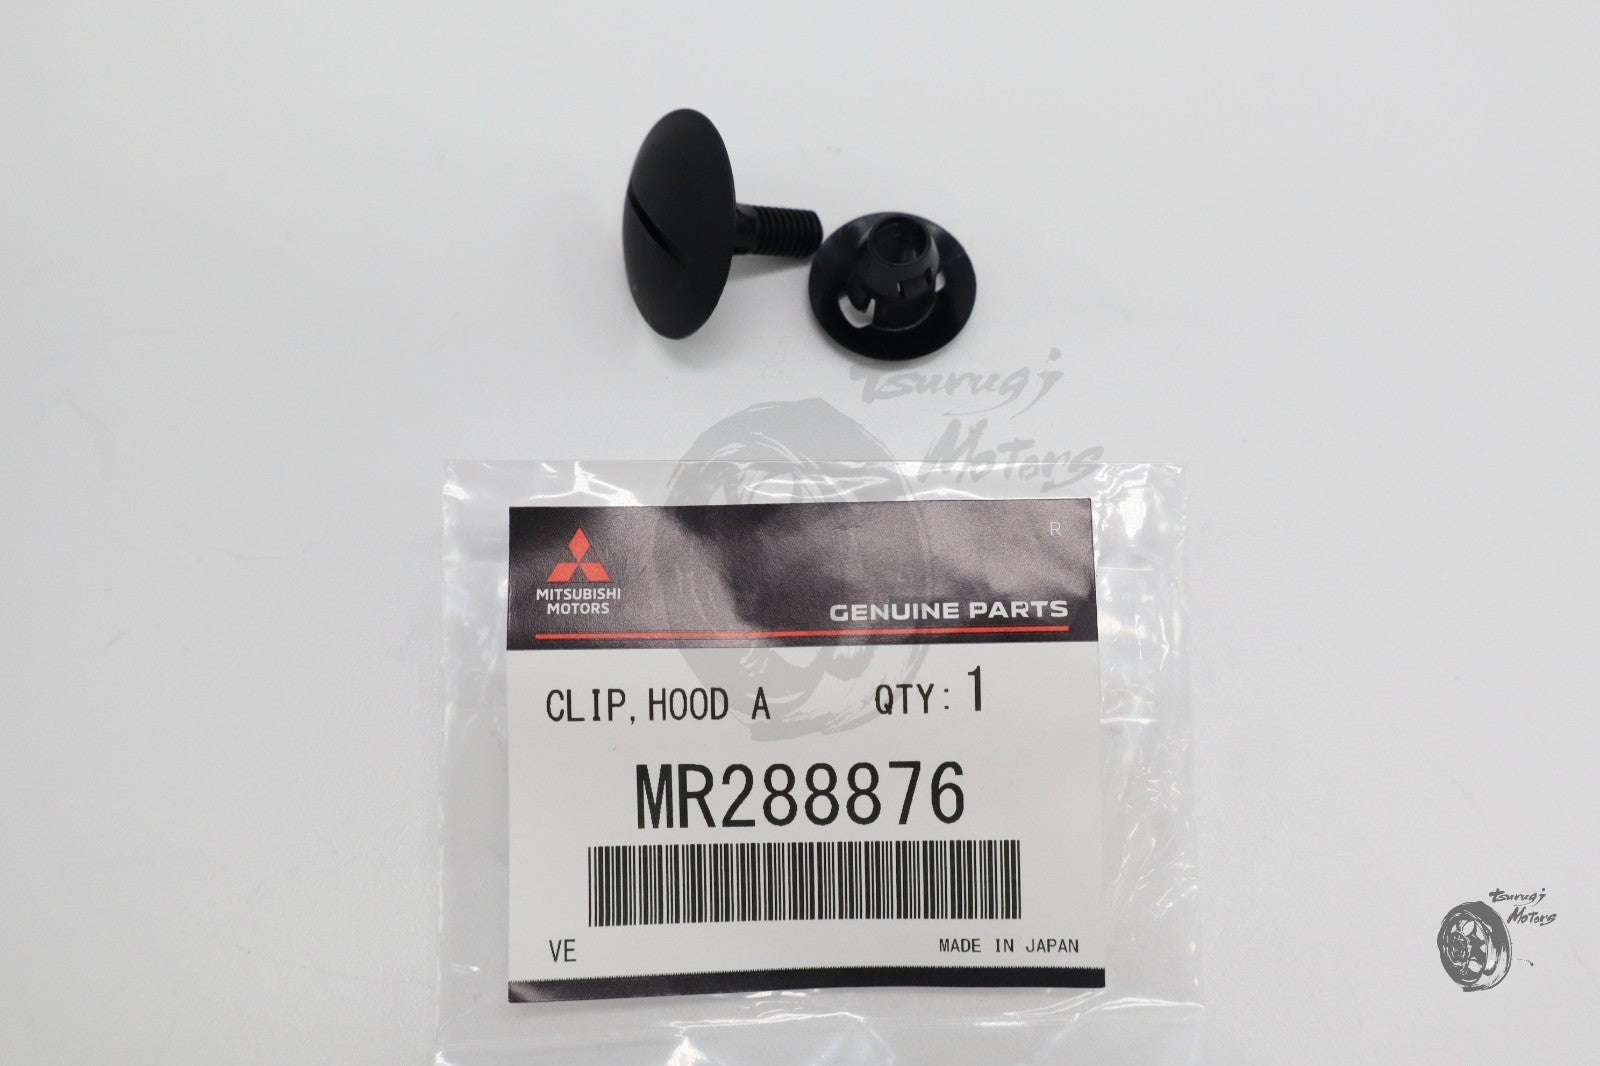 Tsurugi
Motors
R
MITSUBISHI
MOTORS
GENUINE PARTS
CLIP, HOOD A QTY: 1
MR288876
VE MADE IN JAPAN
Tsurugi
Motors